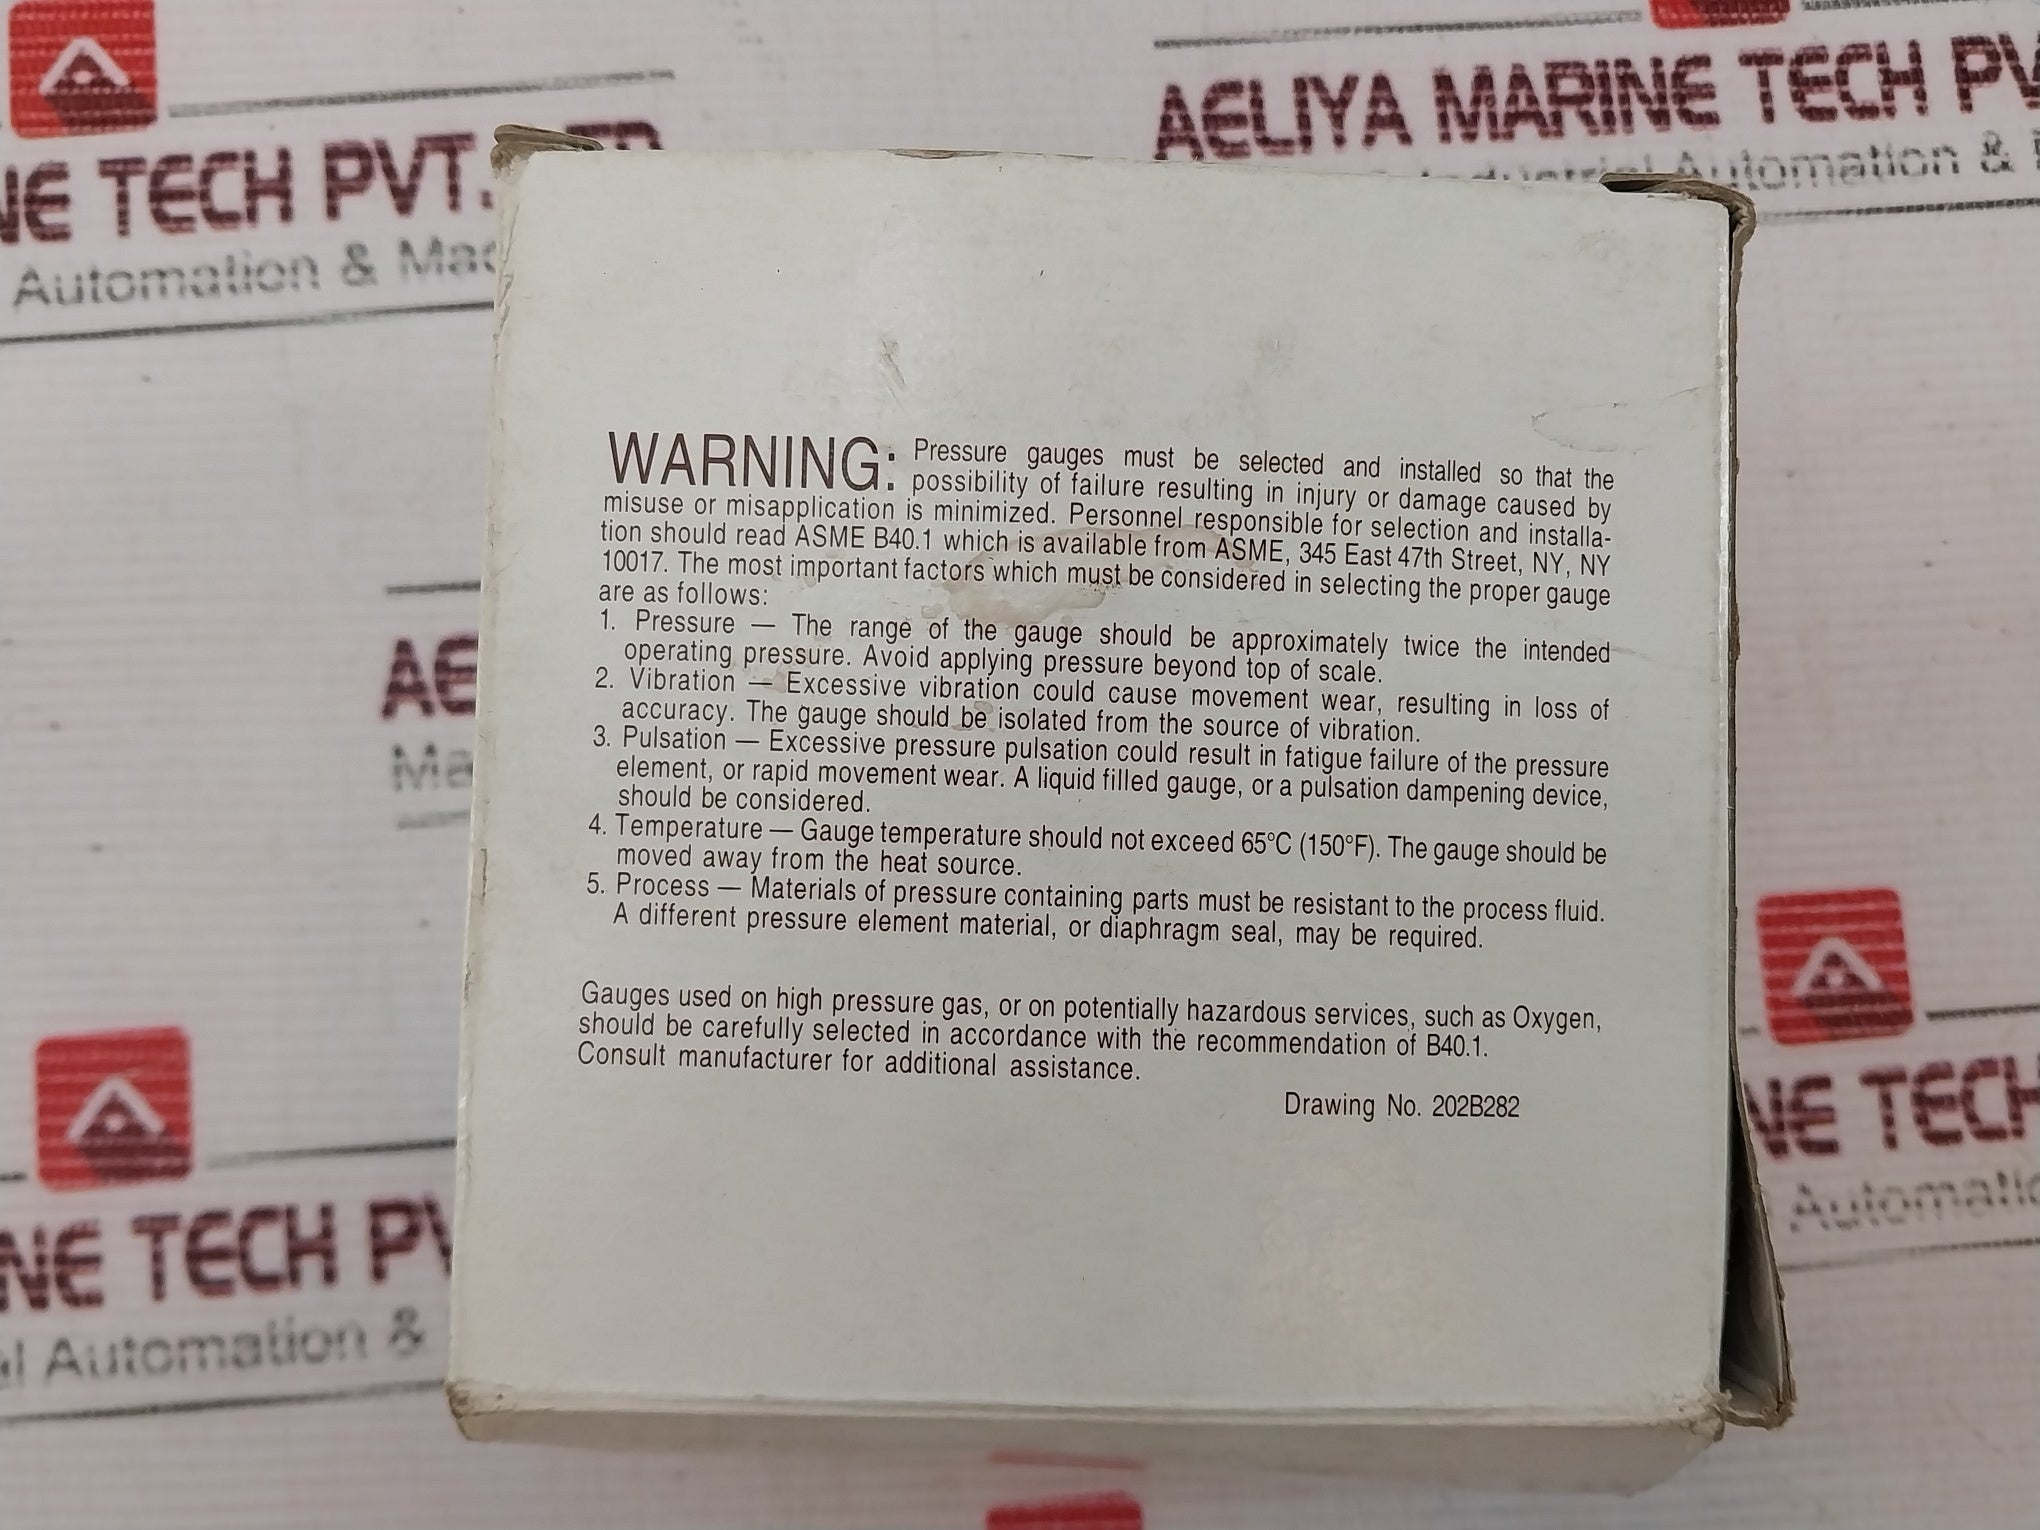 NE TECH PVT.
Automation & Mac
AELIYA MARINE TECH PV
Industrial Automation &
WARNING: Pressure gauges must be selected and installed so that the
possibility of failure resulting in injury or damage caused by
misuse or misapplication is minimized. Personnel responsible for selection and installa-
tion should read ASME B40.1 which is available from ASME, 345 East 47th Street, NY, NY
10017. The most important factors which must be considered in selecting the proper gauge
are as follows:
1. Pressure — The range of the gauge should be approximately twice the intended
operating pressure. Avoid applying pressure beyond top of scale.
2. Vibration — Excessive vibration could cause movement wear, resulting in loss of
accuracy. The gauge should be isolated from the source of vibration.
3. Pulsation — Excessive pressure pulsation could result in fatigue failure of the pressure
element, or rapid movement wear. A liquid filled gauge, or a pulsation dampening device,
should be considered.
4. Temperature — Gauge temperature should not exceed 65°C (150°F). The gauge should be
moved away from the heat source.
5. Process — Materials of pressure containing parts must be resistant to the process fluid.
A different pressure element material, or diaphragm seal, may be required.
Gauges used on high pressure gas, or on potentially hazardous services, such as Oxygen,
should be carefully selected in accordance with the recommendation of B40.1.
Consult manufacturer for additional assistance.
Drawing No. 202B282
AE
Ma
NE TECH PV
al Automation &
NE TECH
Automatic